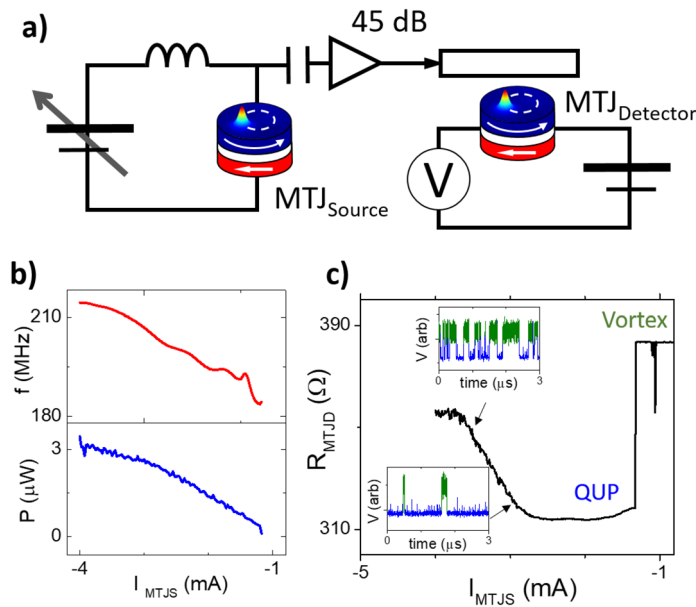 a)
45 dB
MTJ_Detector
V
MTJ_Source
b)
f (MHz)
210
180
P (μW)
3
0
-4
-1
I_MTJS (mA)
c)
R_MTJD (Ω)
390
310
Vortex
V (arb)
0
3
time (μs)
QUP
V (arb)
0
3
time (μs)
-4
-1
I_MTJS (mA)